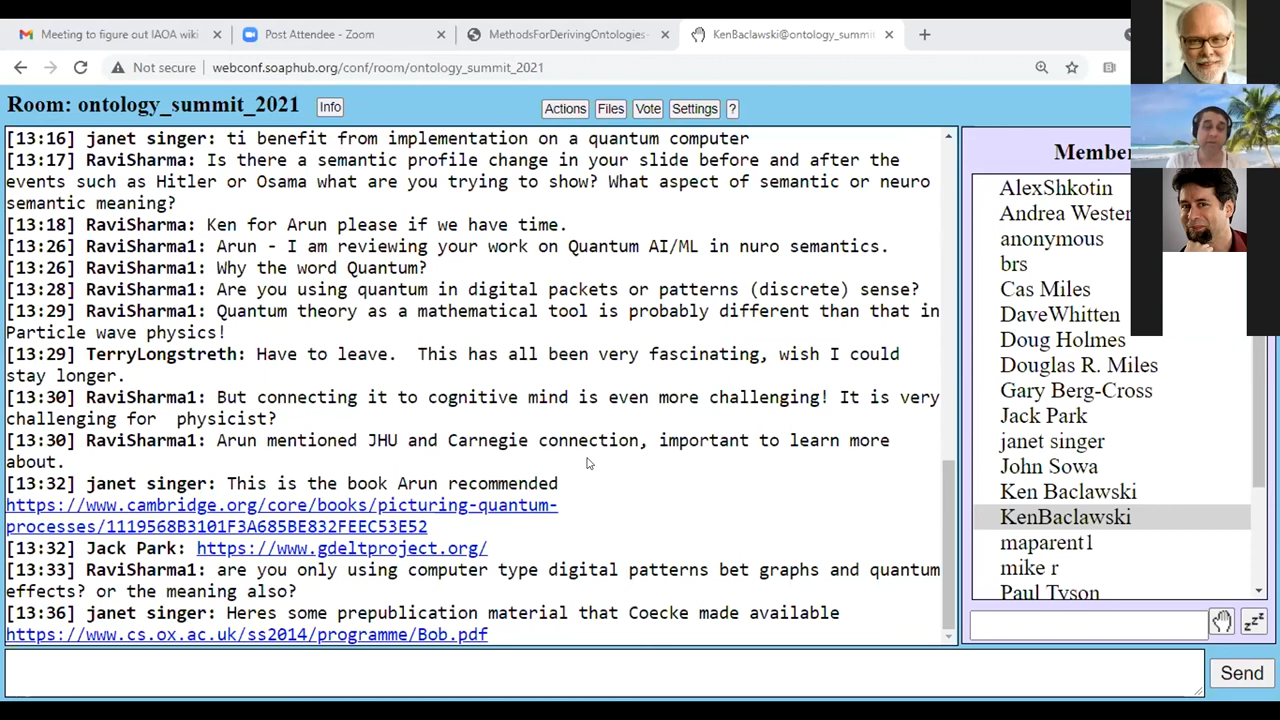 Meeting to figure out IAOA wiki
Post Attendee - Zoom
MethodsForDerivingOntologies
KenBaclawski@ontology_summi
Not secure
webconf.soaphub.org/conf/room/ontology_summit_2021
Room: ontology_summit_2021
Info
Actions
Files
Vote
Settings
?
[13:16] janet singer: ti benefit from implementation on a quantum computer
[13:17] RaviSharma: Is there a semantic profile change in your slide before and after the
events such as Hitler or Osama what are you trying to show? What aspect of semantic or neuro
semantic meaning?
[13:18] RaviSharma: Ken for Arun please if we have time.
[13:26] RaviSharma1: Arun - I am reviewing your work on Quantum AI/ML in nuro semantics.
[13:26] RaviSharma1: Why the word Quantum?
[13:28] RaviSharma1: Are you using quantum in digital packets or patterns (discrete) sense?
[13:29] RaviSharma1: Quantum theory as a mathematical tool is probably different than that in
Particle wave physics!
[13:29] TerryLongstreth: Have to leave.  This has all been very fascinating, wish I could
stay longer.
[13:30] RaviSharma1: But connecting it to cognitive mind is even more challenging! It is very
challenging for  physicist?
[13:30] RaviSharma1: Arun mentioned JHU and Carnegie connection, important to learn more
about.
[13:32] janet singer: This is the book Arun recommended
https://www.cambridge.org/core/books/picturing-quantum-
processes/1119568B3101F3A685BE832FEEC53E52
[13:32] Jack Park: https://www.gdeltproject.org/
[13:33] RaviSharma1: are you only using computer type digital patterns bet graphs and quantum
effects? or the meaning also?
[13:36] janet singer: Heres some prepublication material that Coecke made available
https://www.cs.ox.ac.uk/ss2014/programme/Bob.pdf
Member
AlexShkotin
Andrea Wester
anonymous
brs
Cas Miles
DaveWhitten
Doug Holmes
Douglas R. Miles
Gary Berg-Cross
Jack Park
janet singer
John Sowa
Ken Baclawski
KenBaclawski
maparent1
mike r
Paul Tyson
zzz
Send